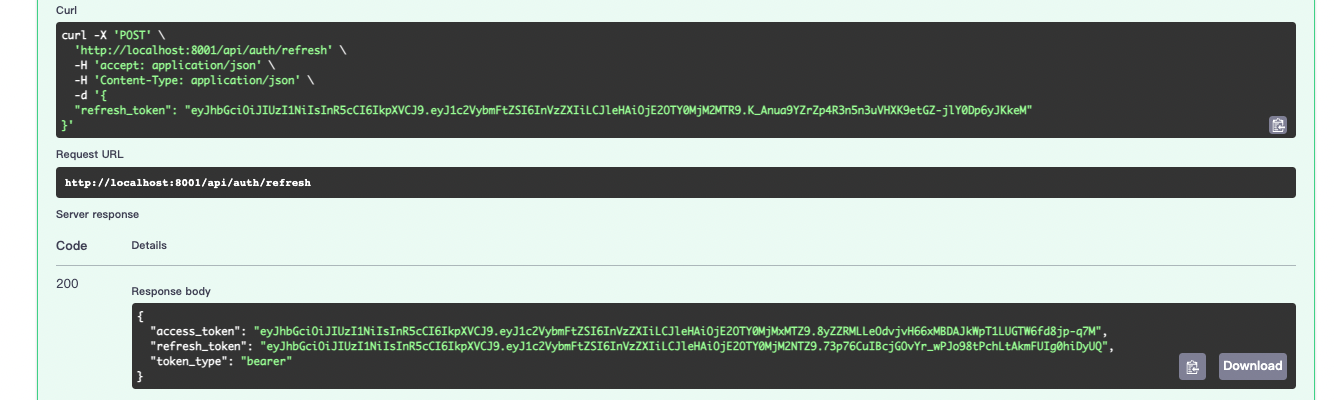 Curl
curl -X 'POST' \
'http://localhost:8001/api/auth/refresh' \
-H 'accept: application/json' \
-H 'Content-Type: application/json' \
-d '{
"refresh_token": "eyJhbGciOiJIUzI1NiIsInR5cCI6IkpXVCJ9.eyJ1c2VybmFtZSI6InVzZXIiLCJleHAiOjE2OTY0MjM2MTR9.K_Anuq9YZrZp4R3n5n3uVHXK9etGZ-jlY0Dp6yJKkeM"
}'
Request URL
http://localhost:8001/api/auth/refresh
Server response
Code Details
200
Response body
{
"access_token": "eyJhbGciOiJIUzI1NiIsInR5cCI6IkpXVCJ9.eyJ1c2VybmFtZSI6InVzZXIiLCJleHAiOjE2OTY0MjMxMTZ9.8yZZRMLLeOdvjvH66xMBDAJkWpT1LUGTW6fd8jp-q7M",
"refresh_token": "eyJhbGciOiJIUzI1NiIsInR5cCI6IkpXVCJ9.eyJ1c2VybmFtZSI6InVzZXIiLCJleHAiOjE2OTY0MjM2NTZ9.73p76CuIBcjGOvYr_wPJo98tPchLtAkmFUIg0hiDyUQ",
"token_type": "bearer"
}
Download